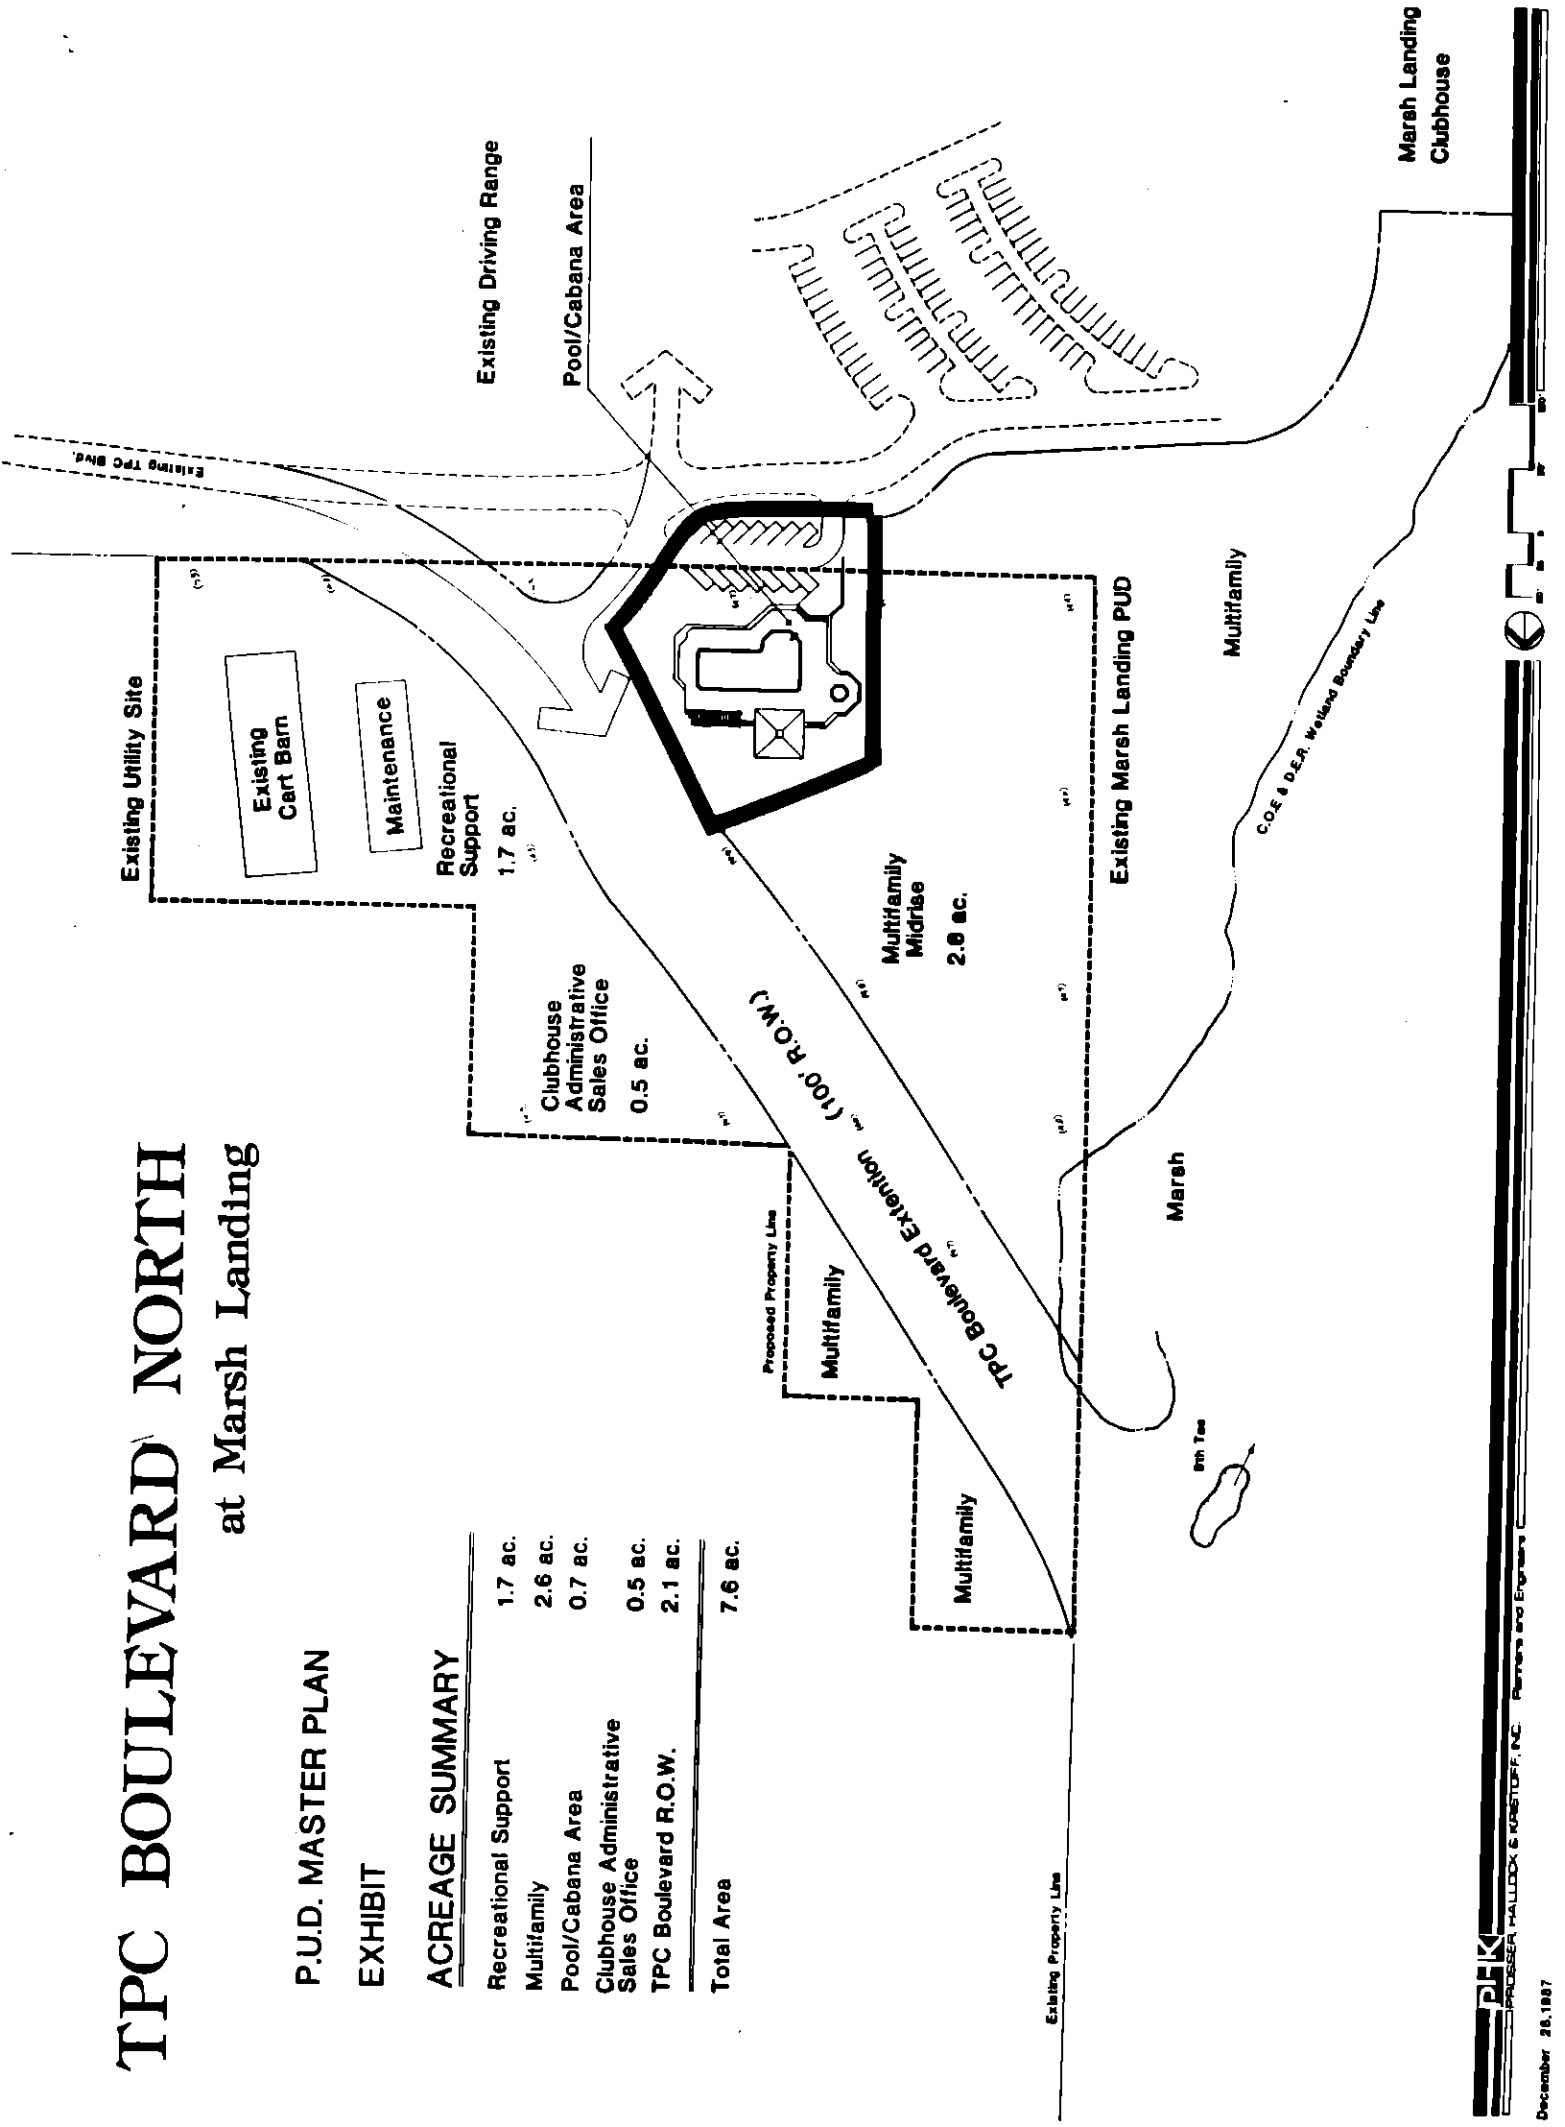 TPC BOULEVARD NORTH
at Marsh Landing
P.U.D. MASTER PLAN
EXHIBIT
ACREAGE SUMMARY
Recreational Support 1.7 ac.
Multifamily 2.6 ac.
Pool/Cabana Area 0.7 ac.
Clubhouse Administrative
Sales Office 0.5 ac.
TPC Boulevard R.O.W. 2.1 ac.
Total Area 7.6 ac.
Existing Utility Site
Existing
Cart Barn
Maintenance
Recreational
Support
1.7 ac.
Clubhouse
Administrative
Sales Office
0.5 ac.
Existing TPC Blvd.
Existing Driving Range
Pool/Cabana Area
Proposed Property Line
Multifamily
Multifamily
TPC Boulevard Extention (100' R.O.W.)
Multifamily
Midrise
ac.
Existing Marsh Landing PUD
Multifamily
C.O.E & D.E.R. Wetland Boundary Line
Marsh
Tee
Existing Property Line
Marsh Landing
Clubhouse
PHK
PROSSER, HALLOCK & KRISTOFF, INC. Planners and Engineers
December 28,1987